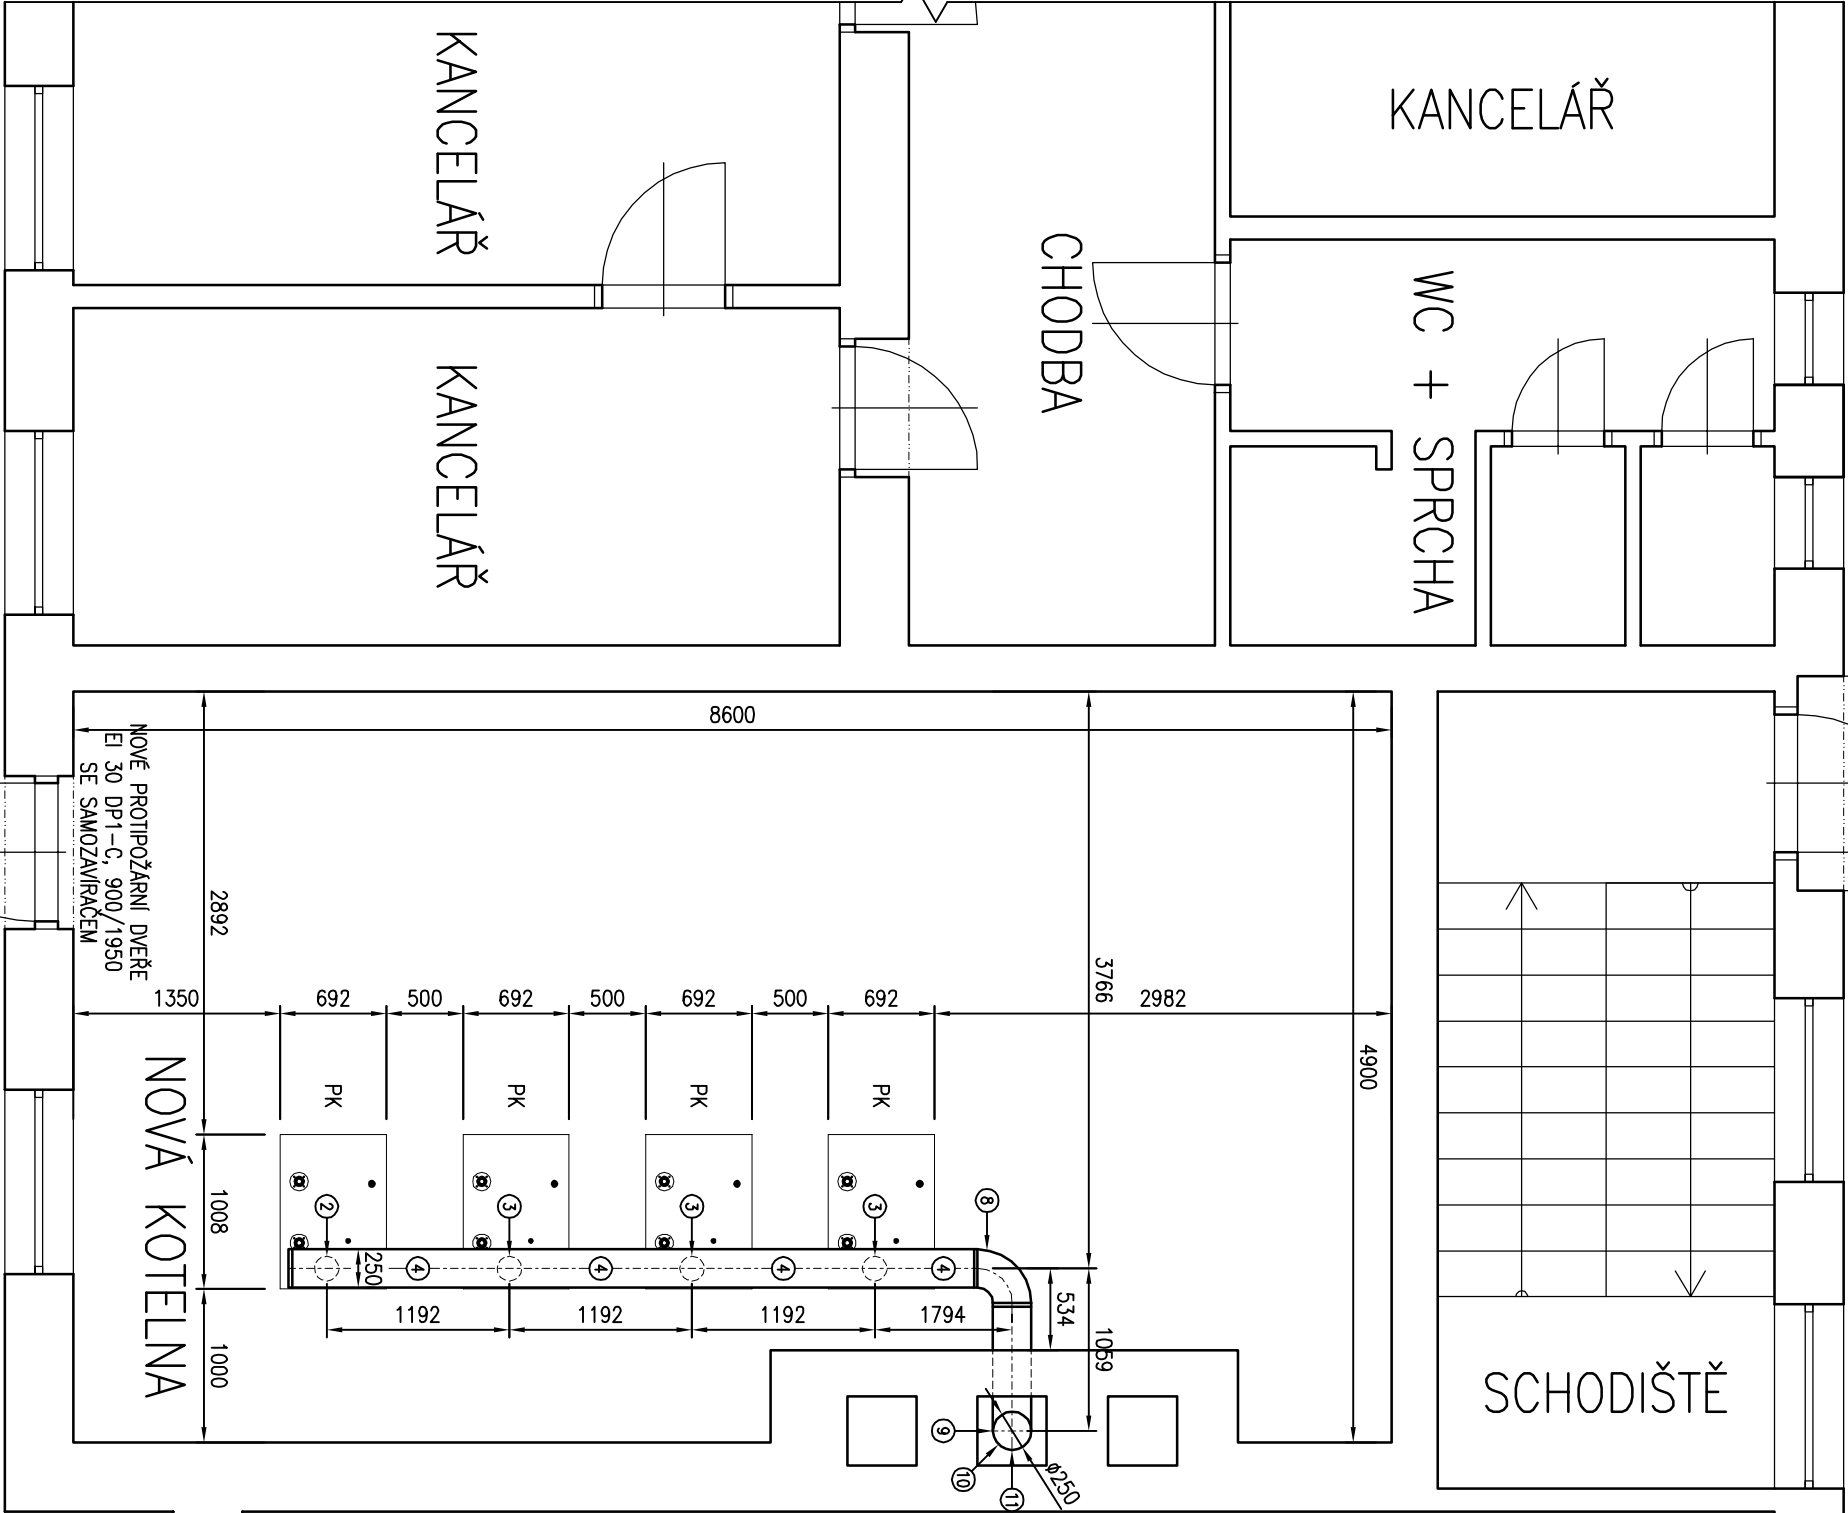 KANCELÁŘ
KANCELÁŘ
KANCELÁŘ
CHODBA
WC + SPRCHA
8600
NOVÉ PROTIPOŽÁRNÍ DVEŘE
EI 30 DP1-C, 900/1950
SE SAMOZAVÍRAČEM
2892
3766
4900
1350
692
500
692
500
692
500
692
2982
PK
PK
PK
PK
NOVÁ KOTELNA
1008
2
3
3
3
8
250
4
4
4
4
1192
1192
1192
1794
534
1059
1000
SCHODIŠTĚ
9
10
11
ø250